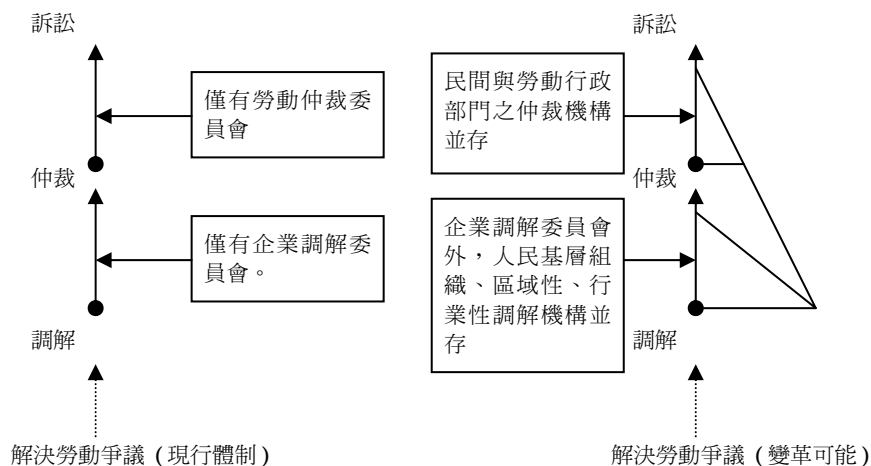 訴訟
僅有勞動仲裁委
員會
仲裁
僅有企業調解委
員會。
調解
解決勞動爭議 (現行體制)
訴訟
民間與勞動行政
部門之仲裁機構
並存
仲裁
企業調解委員會
外，人民基層組
織、區域性、行
業性調解機構並
存
調解
解決勞動爭議 (變革可能)